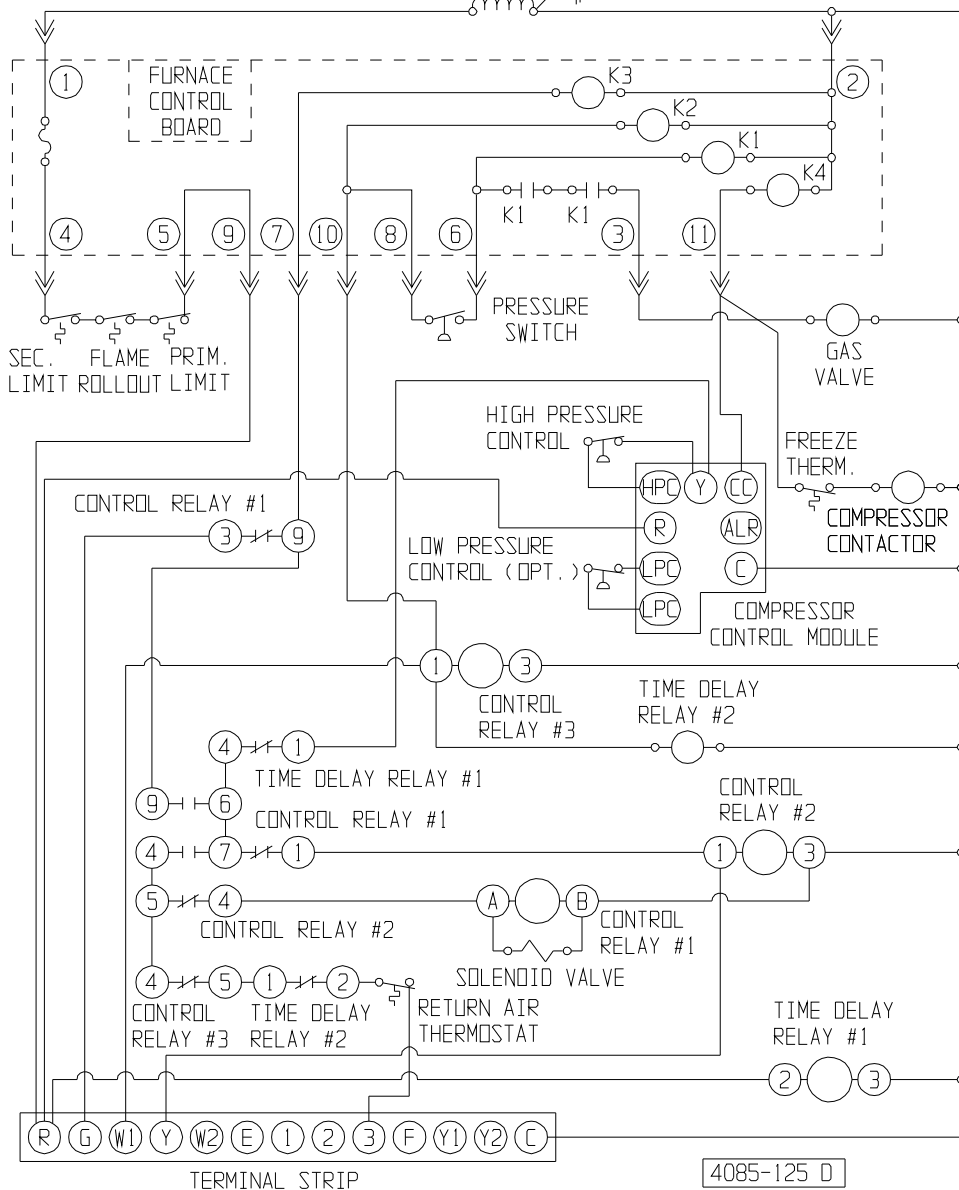 1
FURNACE
CONTROL
BOARD
K3
2
K2
K1
K4
K1 K1
4 5 9 7 10 8 6 3 11
PRESSURE
SWITCH
SEC. FLAME PRIM.
LIMIT ROLLOUT LIMIT
GAS
VALVE
HIGH PRESSURE
CONTROL
FREEZE
THERM.
HPC Y CC
CONTROL RELAY #1
3 9
R ALR
COMPRESSOR
CONTACTOR
LOW PRESSURE
CONTROL (OPT.)
LPC C
LPC
COMPRESSOR
CONTROL MODULE
1 3
CONTROL
RELAY #3
TIME DELAY
RELAY #2
4 1
TIME DELAY RELAY #1
9 6
CONTROL RELAY #1
CONTROL
RELAY #2
4 7 1 1 3
5 4 A B
CONTROL RELAY #2
CONTROL
RELAY #1
SOLENOID VALVE
4 5 1 2
CONTROL
RELAY #3
TIME DELAY
RELAY #2
RETURN AIR
THERMOSTAT
TIME DELAY
RELAY #1
2 3
R G W1 Y W2 E 1 2 3 F Y1 Y2 C
TERMINAL STRIP
4085-125 D